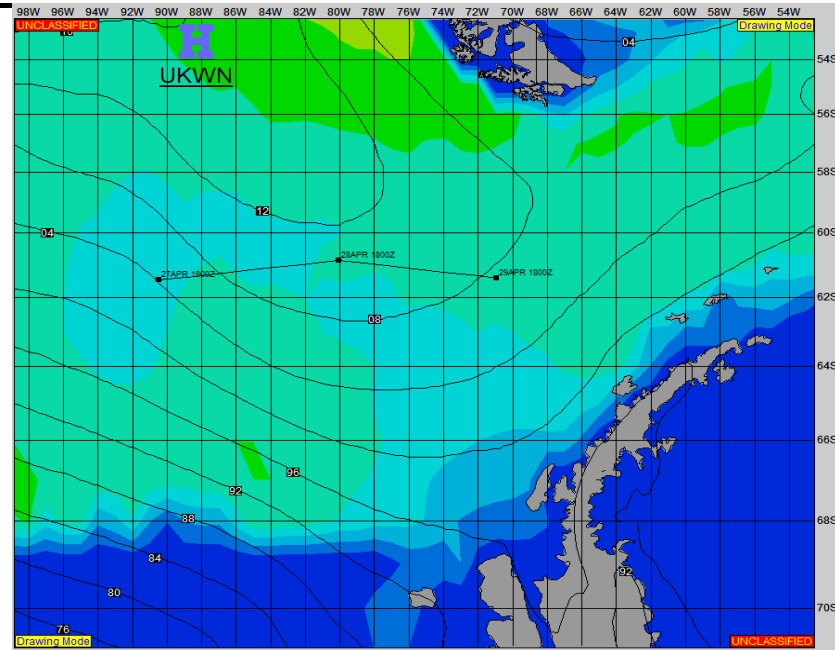 98W 96W 94W 92W 90W 88W 86W 84W 82W 80W 78W 76W 74W 72W 70W 68W 66W 64W 62W 60W 58W 56W 54W
UNCLASSIFIED
Drawing Mode
H
04
54S
UKWN
56S
58S
12
04
60S
28APR 1800Z
27APR 1800Z
29APR 1800Z
62S
08
64S
66S
96
92
88
68S
84
92
80
70S
76
Drawing Mode
UNCLASSIFIED